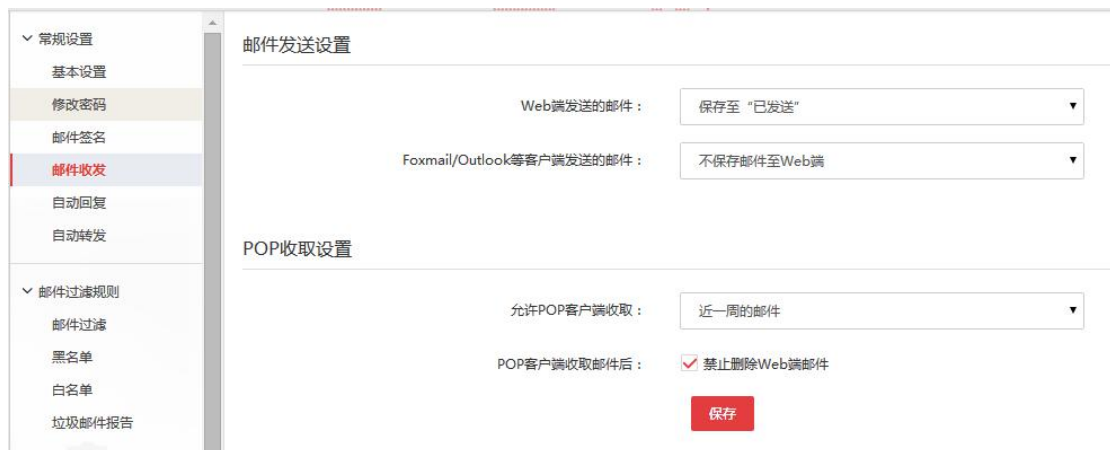 常规设置
基本设置
修改密码
邮件签名
邮件收发
自动回复
自动转发
邮件过滤规则
邮件过滤
黑名单
白名单
垃圾邮件报告
邮件发送设置
Web端发送的邮件：
保存至“已发送”
Foxmail/Outlook等客户端发送的邮件：
不保存邮件至Web端
POP收取设置
允许POP客户端收取：
近一周的邮件
POP客户端收取邮件后：
禁止删除Web端邮件
保存